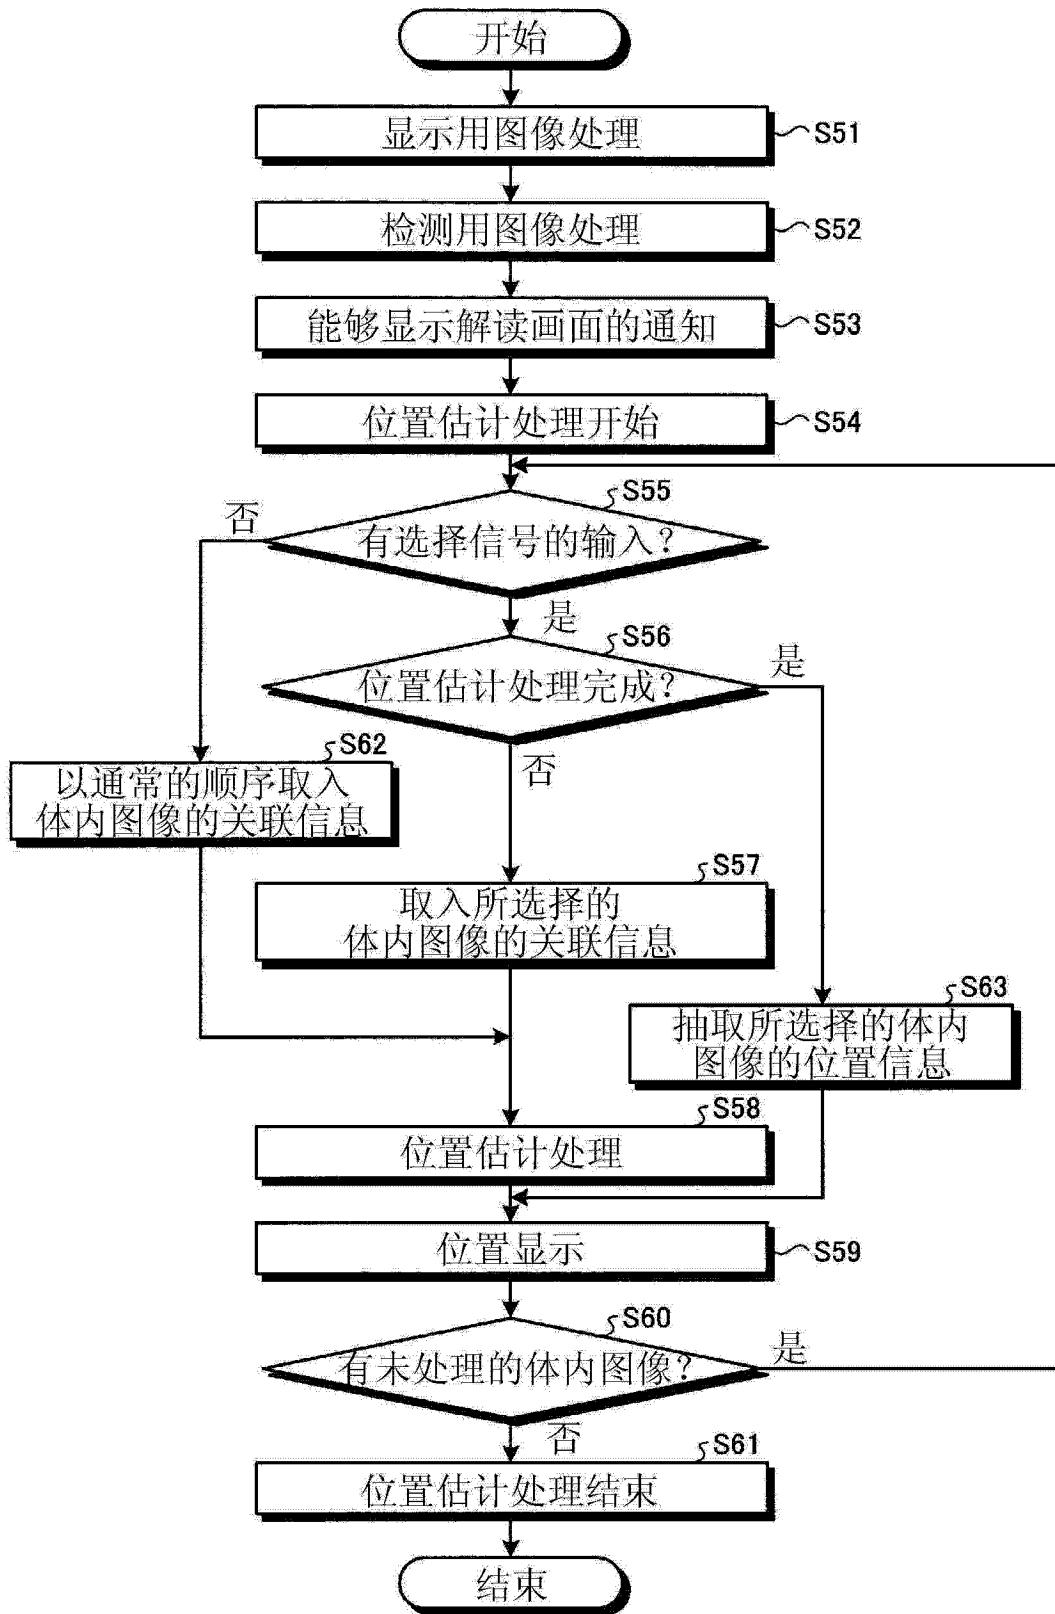 开始
显示用图像处理
S51
检测用图像处理
S52
能够显示解读画面的通知
S53
位置估计处理开始
S54
S55
否
有选择信号的输入?
是
S56
是
位置估计处理完成?
否
S62
以通常的顺序取入
体内图像的关联信息
S57
取入所选择的
体内图像的关联信息
S63
抽取所选择的体内
图像的位置信息
S58
位置估计处理
位置显示
S59
S60
是
有未处理的体内图像?
否
S61
位置估计处理结束
结束